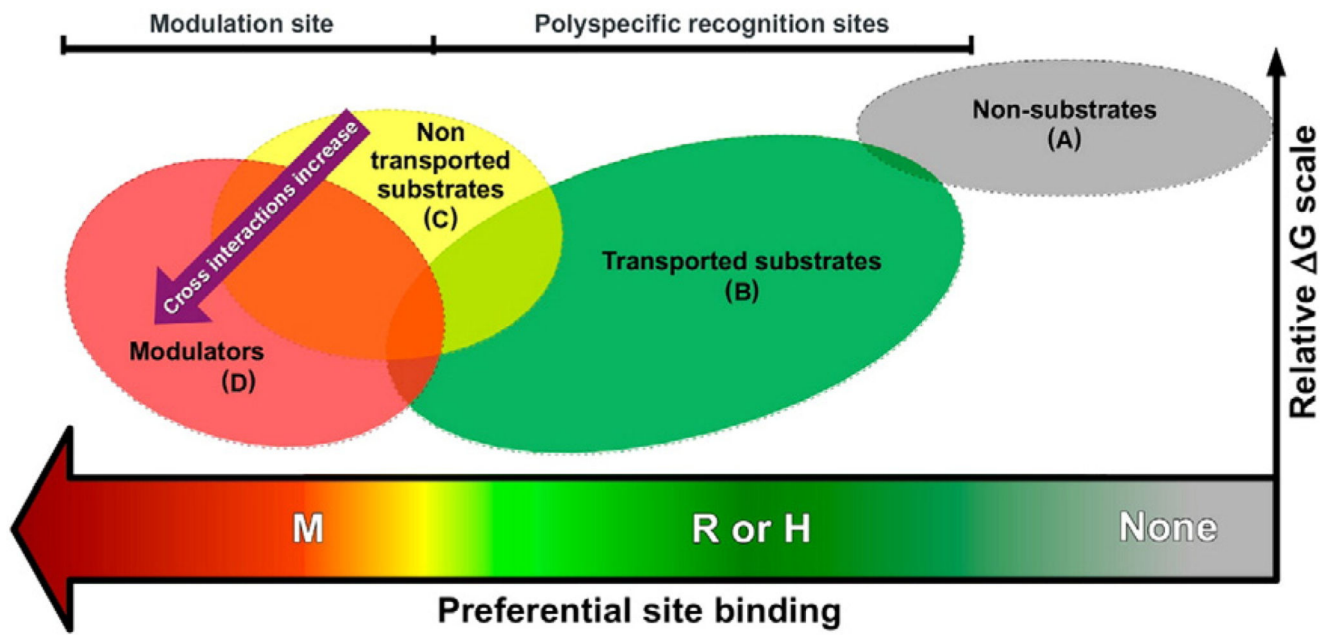 Modulation site
Polyspecific recognition sites
Non-substrates
(A)
Non
transported
substrates
(C)
Cross interactions increase
Transported substrates
(B)
Modulators
(D)
Relative ΔG scale
M
R or H
None
Preferential site binding